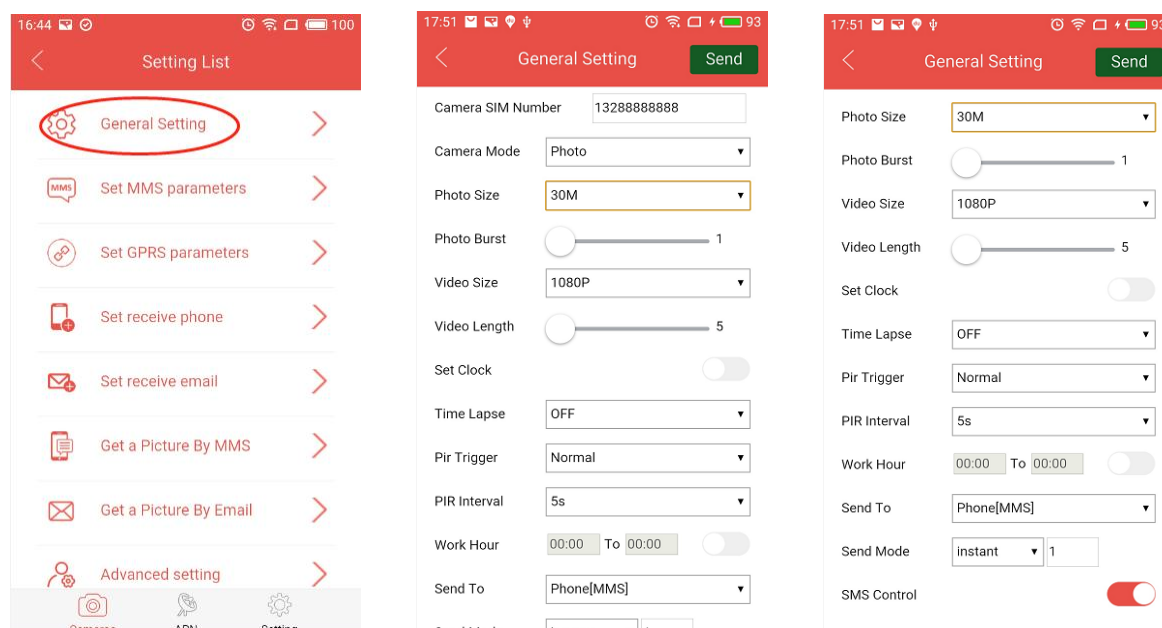 16:44 100
Setting List
General Setting
MMS Set MMS parameters
Set GPRS parameters
Set receive phone
Set receive email
Get a Picture By MMS
Get a Picture By Email
Advanced setting
Cameras APN Setting
17:51 93
General Setting Send
Camera SIM Number 13288888888
Camera Mode Photo
Photo Size 30M
Photo Burst 1
Video Size 1080P
Video Length 5
Set Clock
Time Lapse OFF
Pir Trigger Normal
PIR Interval 5s
Work Hour 00:00 To 00:00
Send To Phone[MMS]
17:51 93
General Setting Send
Photo Size 30M
Photo Burst 1
Video Size 1080P
Video Length 5
Set Clock
Time Lapse OFF
Pir Trigger Normal
PIR Interval 5s
Work Hour 00:00 To 00:00
Send To Phone[MMS]
Send Mode instant 1
SMS Control